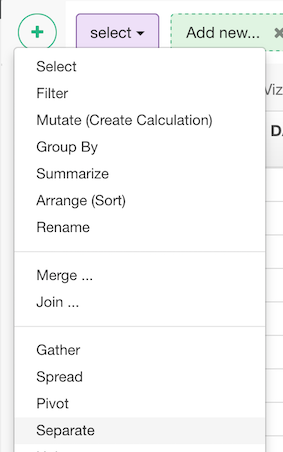 + select Add new... ×
Select
Filter
Mutate (Create Calculation)
Group By
Summarize
Arrange (Sort)
Rename
Merge ...
Join ...
Gather
Spread
Pivot
Separate